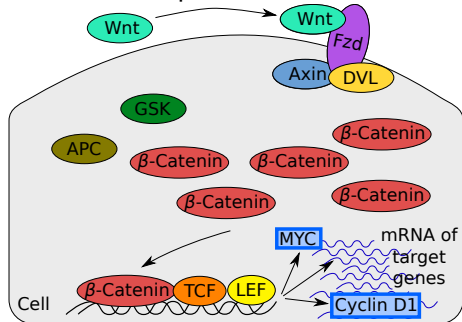 Wnt
Wnt
Fzd
Axin
DVL
GSK
APC
β-Catenin
β-Catenin
β-Catenin
β-Catenin
β-Catenin
MYC
mRNA of
target
genes
β-Catenin
TCF
LEF
Cell
Cyclin D1